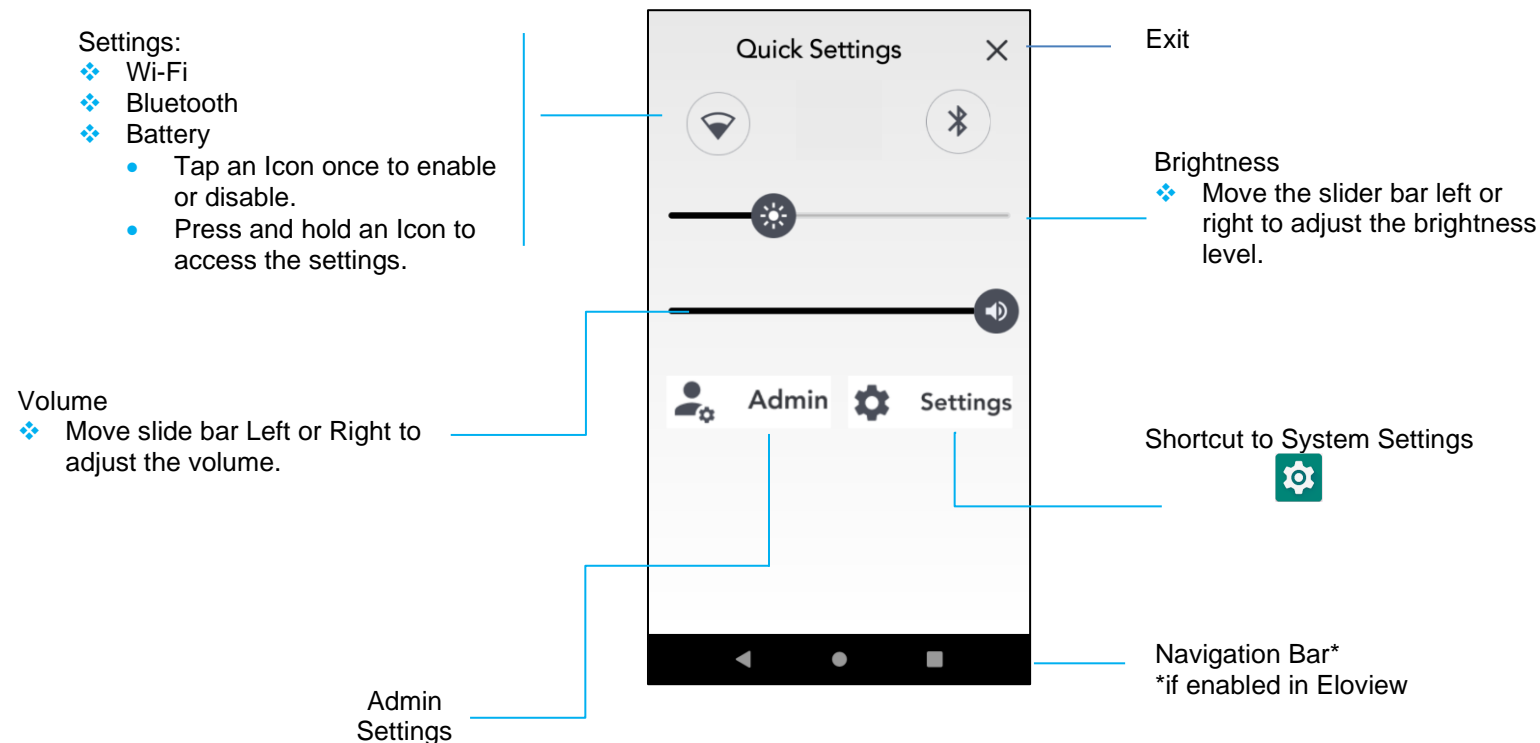 Settings:
Wi-Fi
Bluetooth
Battery
Tap an Icon once to enable
or disable.
Press and hold an Icon to
access the settings.
Volume
Move slide bar Left or Right to
adjust the volume.
Admin
Settings
Quick Settings
Admin
Settings
Exit
Brightness
Move the slider bar left or
right to adjust the brightness
level.
Shortcut to System Settings
Navigation Bar*
*if enabled in Eloview